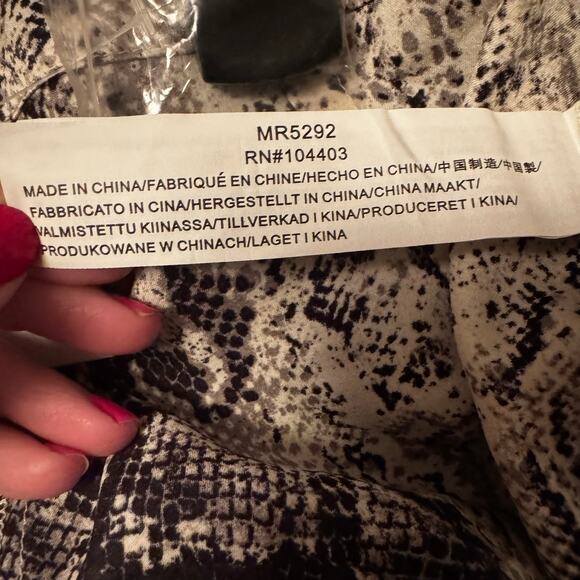 MR5292
RN#104403
MADE IN CHINA/FABRIQUÉ EN CHINE/HECHO EN CHINA/中国制造/中国製/
FABBRICATO IN CINA/HERGESTELLT IN CHINA/CHINA MAAKT/
VALMISTETTU KIINASSA/TILLVERKAD I KINA/PRODUCERET I KINA/
PRODUKOWANE W CHINACH/LAGET I KINA